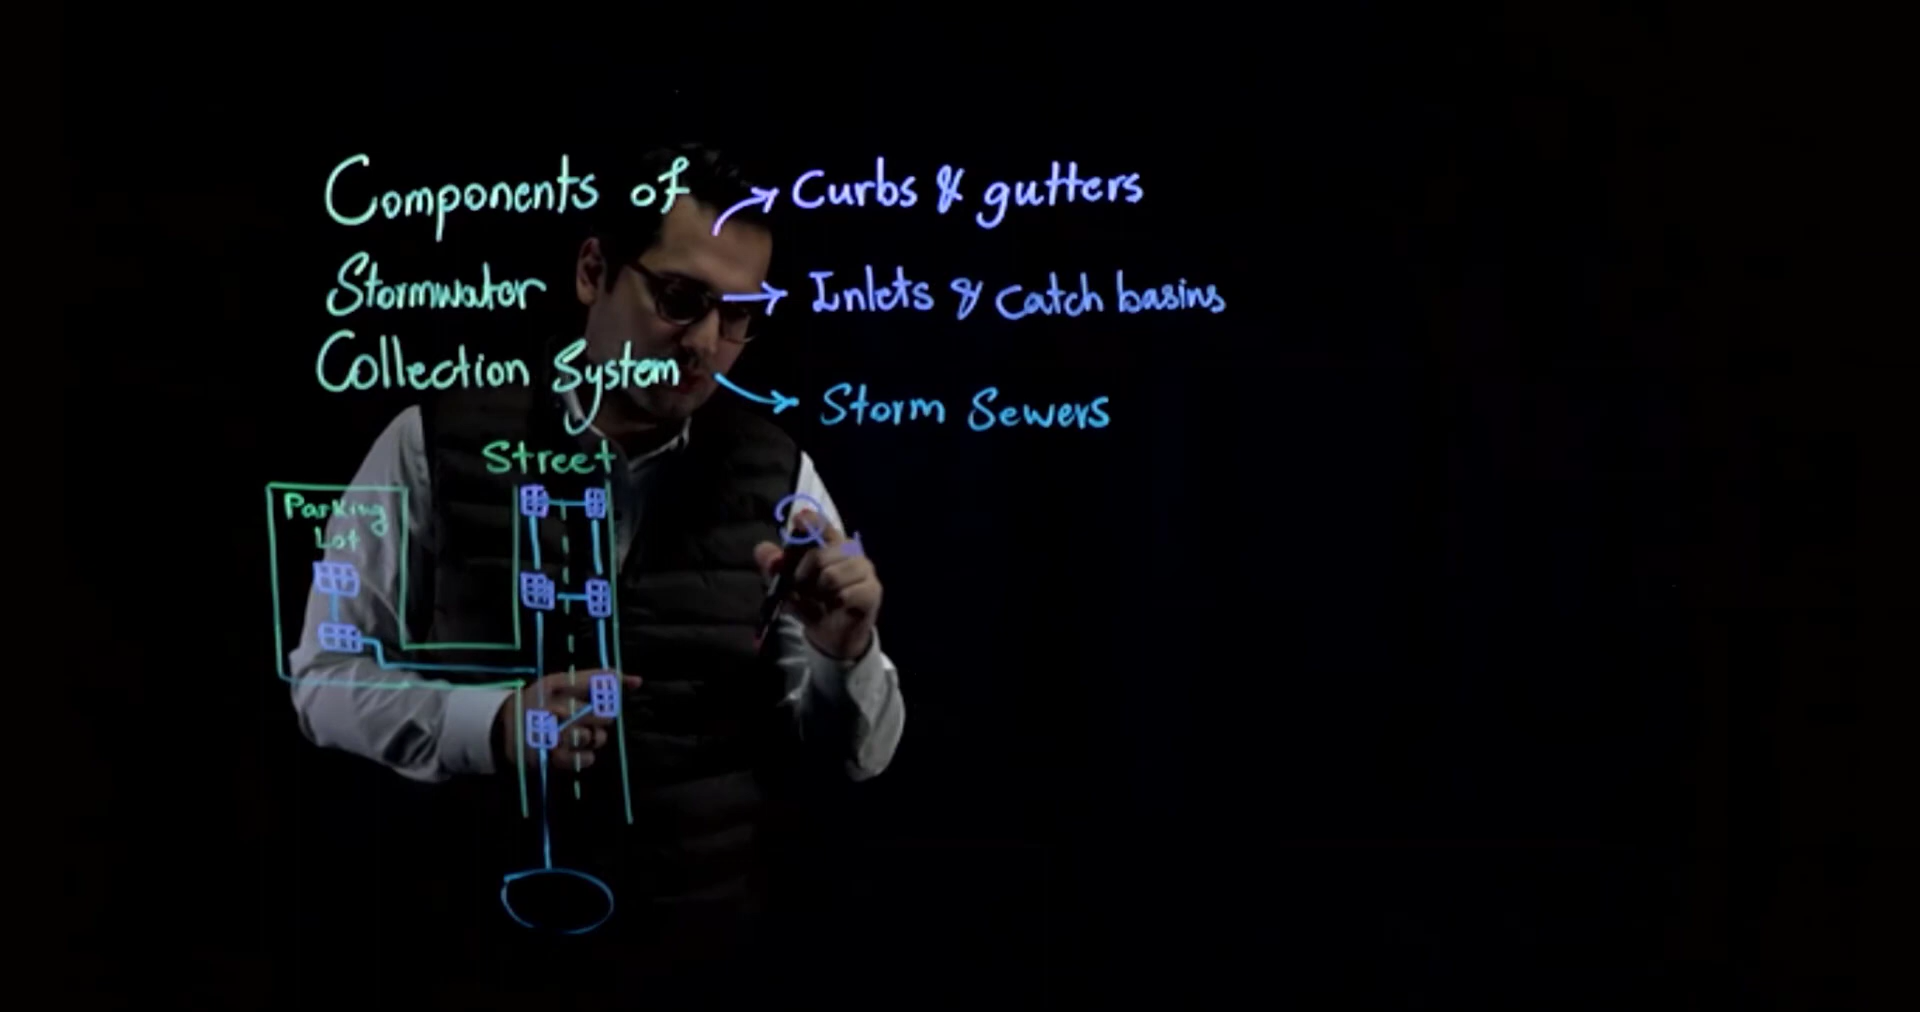 Components of
Stormwater
Collection System
Curbs & gutters
Inlets & Catch basins
Storm Sewers
Street
Parking
Lot
Q